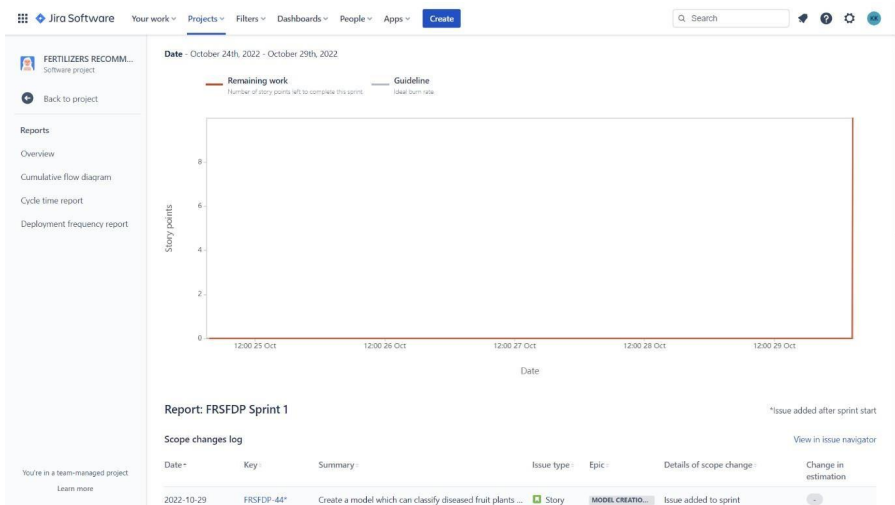 Jira Software Your work Projects Filters Dashboards People Apps Create Search KK
FERTILIZERS RECOMM...
Software project
Back to project
Reports
Overview
Cumulative flow diagram
Cycle time report
Deployment frequency report
You're in a team-managed project
Learn more
Date - October 24th, 2022 - October 29th, 2022
Remaining work
Number of story points left to complete this sprint
Guideline
Ideal burn rate
Story points
8
6
4
2
0
12:00 25 Oct 12:00 26 Oct 12:00 27 Oct 12:00 28 Oct 12:00 29 Oct
Date
Report: FRSFDP Sprint 1
*Issue added after sprint start
Scope changes log
View in issue navigator
Date Key Summary Issue type Epic Details of scope change Change in
estimation
2022-10-29 FRSFDP-44* Create a model which can classify diseased fruit plants ... Story MODEL CREATIO... Issue added to sprint -